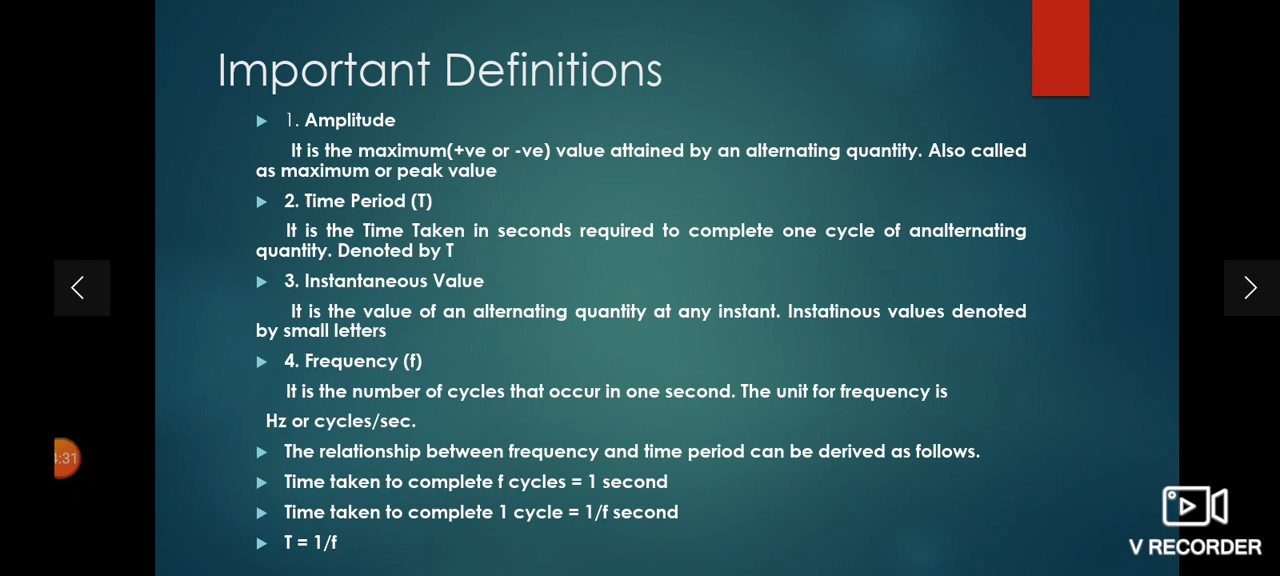 Important Definitions
1. Amplitude
It is the maximum(+ve or -ve) value attained by an alternating quantity. Also called
as maximum or peak value
2. Time Period (T)
It is the Time Taken in seconds required to complete one cycle of analternating
quantity. Denoted by T
3. Instantaneous Value
It is the value of an alternating quantity at any instant. Instatinous values denoted
by small letters
4. Frequency (f)
It is the number of cycles that occur in one second. The unit for frequency is
Hz or cycles/sec.
The relationship between frequency and time period can be derived as follows.
Time taken to complete f cycles = 1 second
Time taken to complete 1 cycle = 1/f second
T = 1/f
:31
V RECORDER